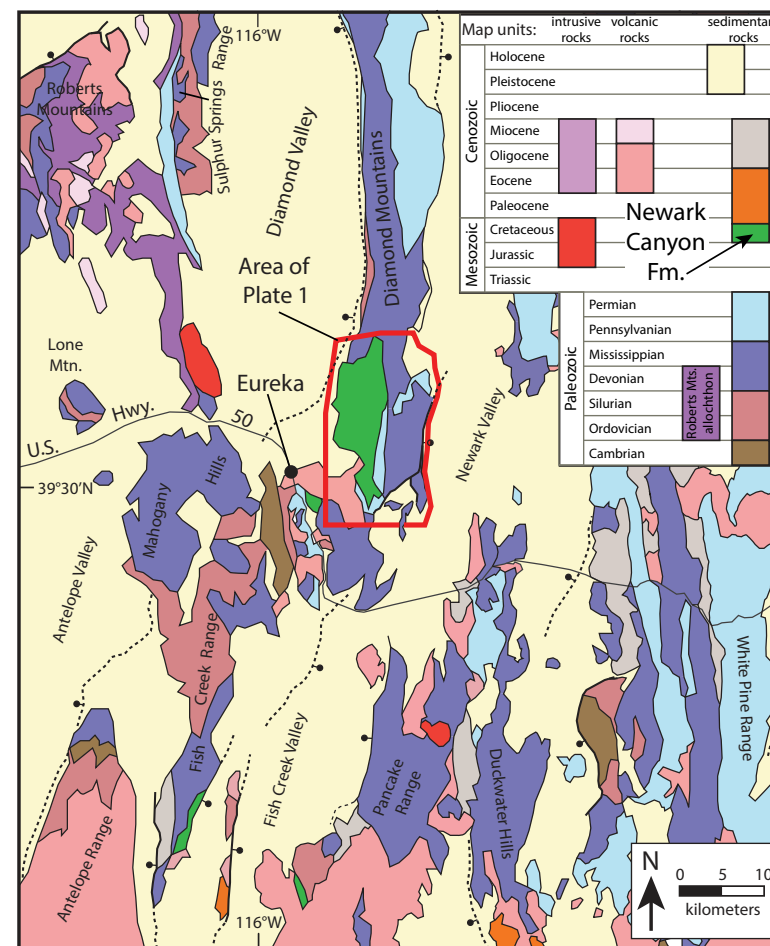 116°W
Roberts
Mountains
Sulphur Springs Range
Diamond Valley
Diamond Mountains
Area of
Plate 1
Lone
Mtn.
U.S. Hwy. 50
Eureka
39°30'N
Mahogany Hills
Newark Valley
Antelope Valley
Fish Creek Range
Fish Creek Valley
Pancake
Range
Duckwater Hills
White Pine Range
Antelope Range
116°W
Map units:
intrusive
rocks
volcanic
rocks
sedimentary
rocks
Cenozoic
Holocene
Pleistocene
Pliocene
Miocene
Oligocene
Eocene
Paleocene
Mesozoic
Cretaceous
Jurassic
Triassic
Newark
Canyon
Fm.
Paleozoic
Permian
Pennsylvanian
Mississippian
Devonian
Silurian
Ordovician
Cambrian
Roberts Mts.
allochthon
N
0 5 10
kilometers